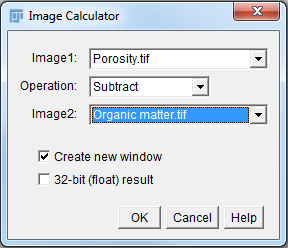 Image Calculator
Image1: Porosity.tif
Operation: Subtract
Image2: Organic matter.tif
Create new window
32-bit (float) result
OK Cancel Help